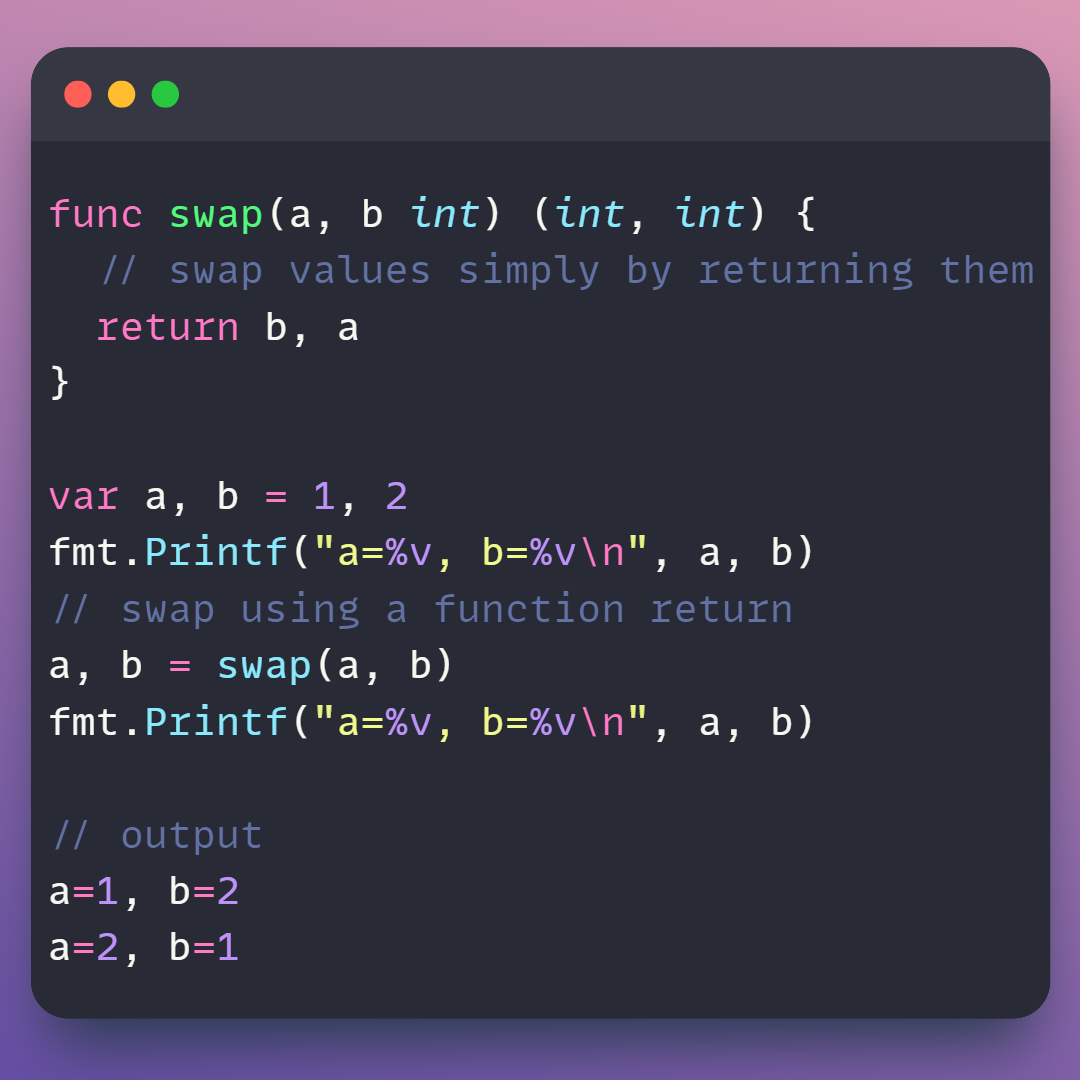 func swap(a, b int) (int, int) {
  // swap values simply by returning them
  return b, a
}

var a, b = 1, 2
fmt.Printf("a=%v, b=%v\n", a, b)
// swap using a function return
a, b = swap(a, b)
fmt.Printf("a=%v, b=%v\n", a, b)

// output
a=1, b=2
a=2, b=1